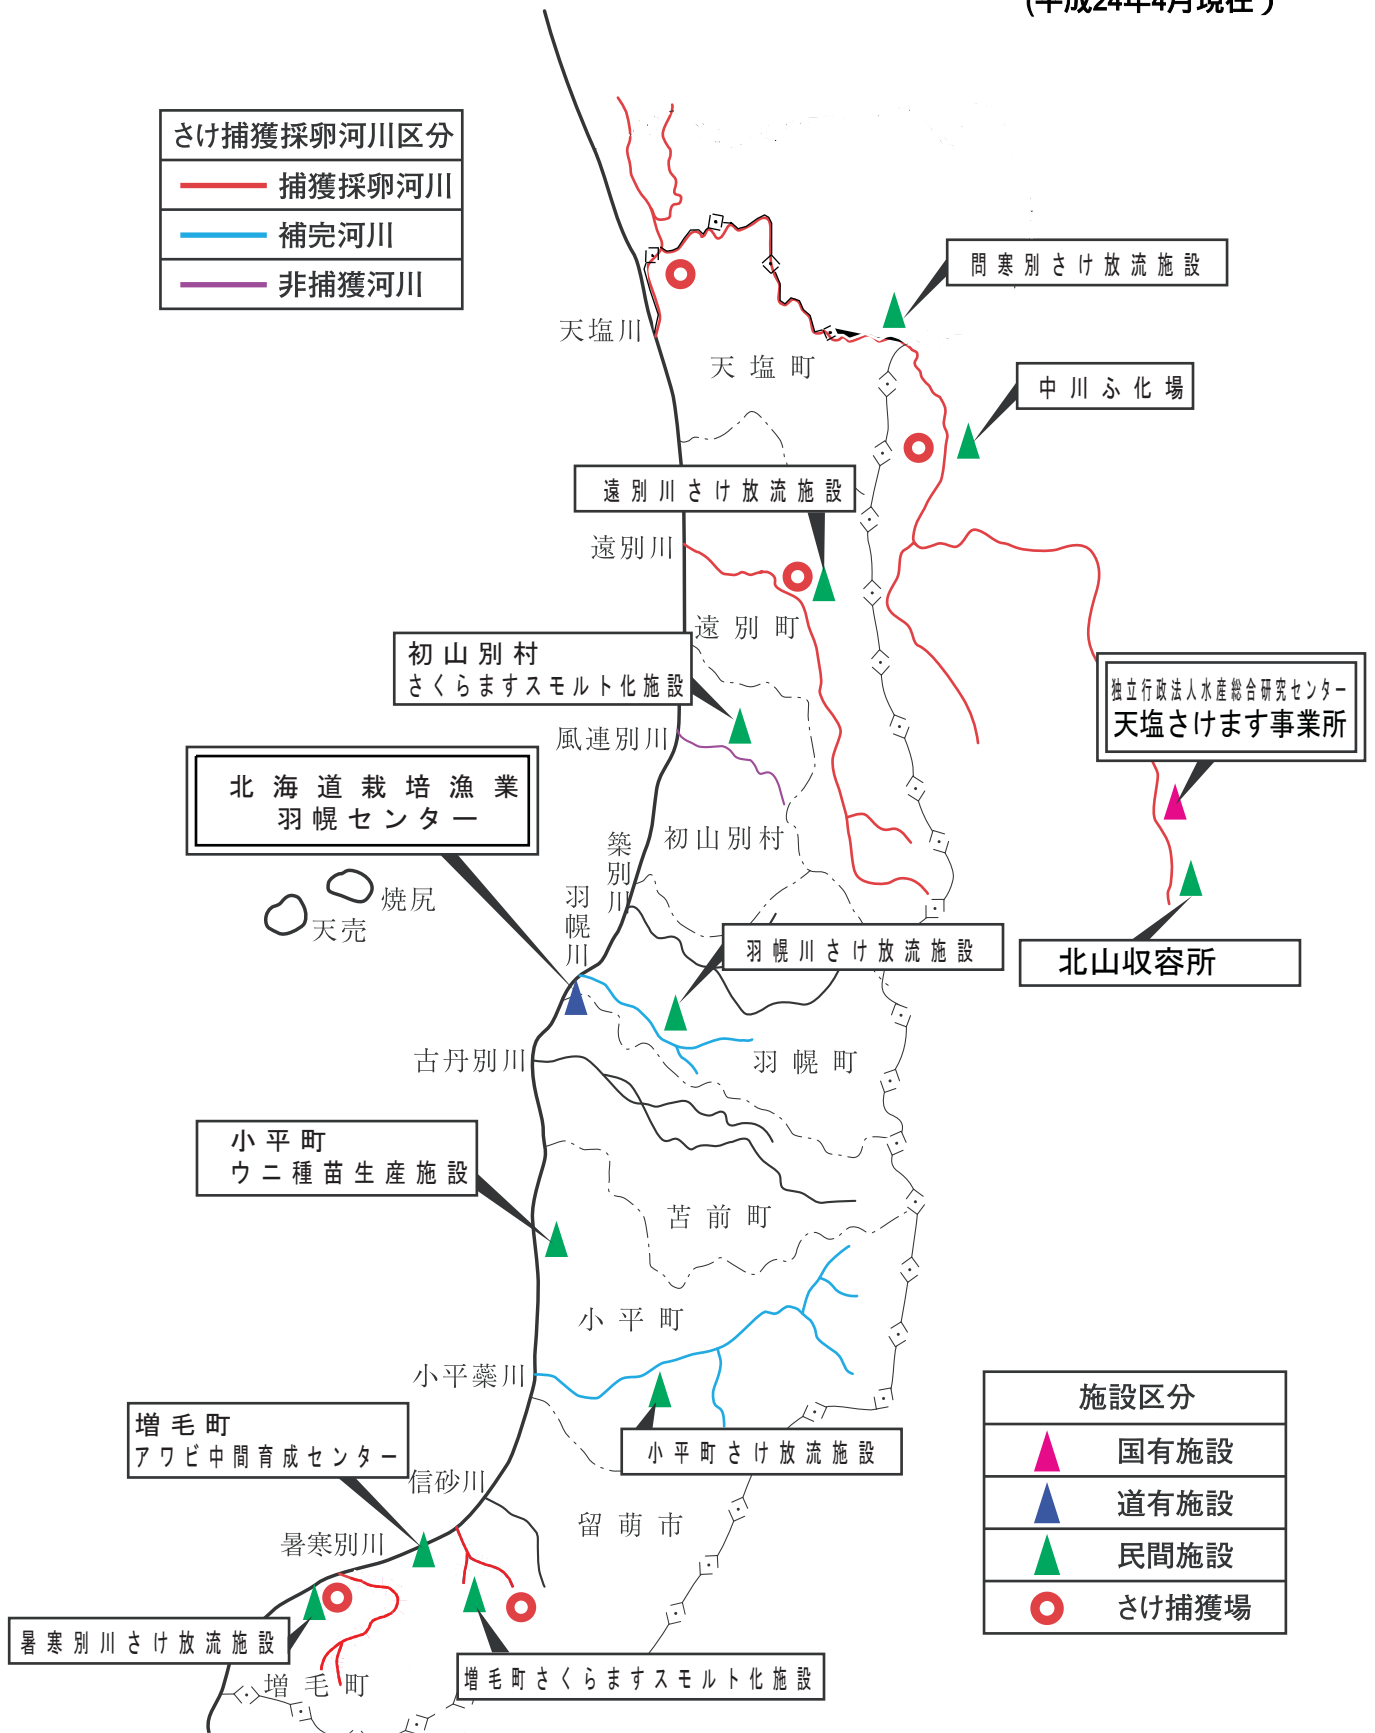 (平成24年4月現在)
さけ捕獲採卵河川区分
捕獲採卵河川
補完河川
非捕獲河川
問寒別さけ放流施設
天塩川
天塩町
中川ふ化場
遠別川さけ放流施設
遠別川
遠別町
初山別村
さくらますスモルト化施設
独立行政法人水産総合研究センター
天塩さけます事業所
風連別川
北海道栽培漁業
羽幌センター
初山別村
築別川
焼尻
天売
羽幌川
羽幌川さけ放流施設
北山収容所
古丹別川
羽幌町
小平町
ウニ種苗生産施設
苫前町
小平町
小平蘂川
施設区分
国有施設
道有施設
民間施設
さけ捕獲場
増毛町
アワビ中間育成センター
小平町さけ放流施設
信砂川
留萌市
暑寒別川
暑寒別川さけ放流施設
増毛町さくらますスモルト化施設
増毛町